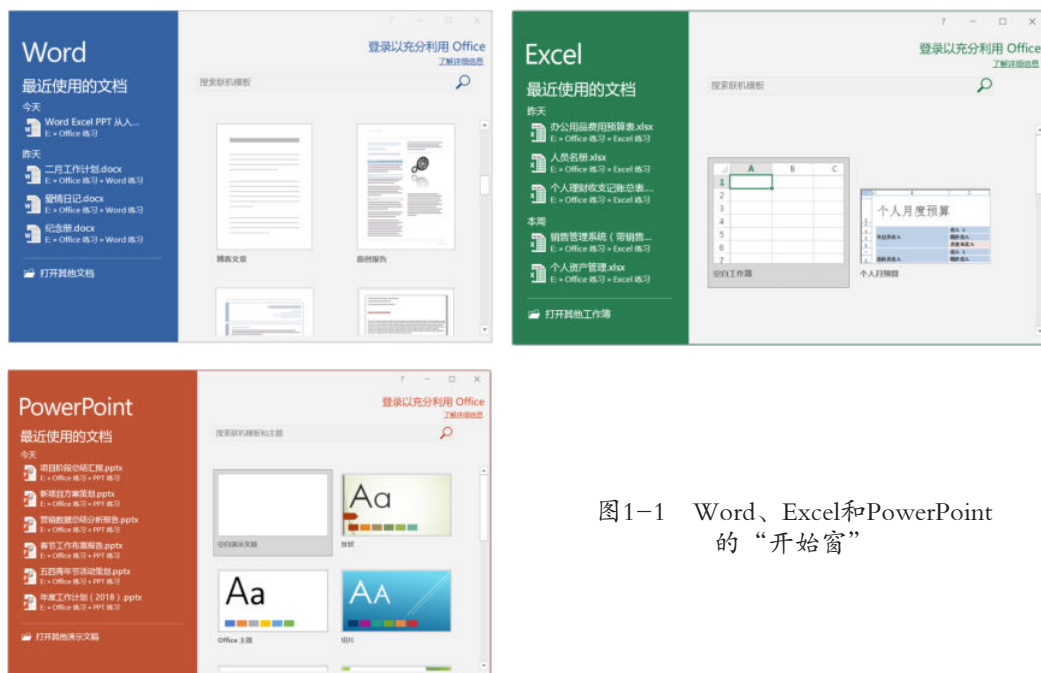 Word
最近使用的文档
今天
Word Excel PPT 从入...
E: » Office 练习
昨天
二月工作计划.docx
E: » Office 练习 » Word 练习
爱情日记.docx
E: » Office 练习 » Word 练习
纪念册.docx
E: » Office 练习 » Word 练习
打开其他文档
? － □ ×
登录以充分利用 Office
了解详细信息
搜索联机模板
博客文章
原创报告
Excel
最近使用的文档
昨天
办公用品费用预算表.xlsx
E: » Office 练习 » Excel 练习
人员名册.xlsx
E: » Office 练习 » Excel 练习
个人理财收支记账总表....
E: » Office 练习 » Excel 练习
本周
销售管理系统（带销售...
E: » Office 练习 » Excel 练习
个人资产管理.xlsx
E: » Office 练习 » Excel 练习
打开其他工作簿
? － □ ×
登录以充分利用 Office
了解详细信息
搜索联机模板
A B C
1
2
3
4
5
6
7
空白工作簿
个人月度预算
个人月预算
PowerPoint
最近使用的文档
今天
项目阶段总结汇报.pptx
E: » Office 练习 » PPT 练习
新项目方案策划.pptx
E: » Office 练习 » PPT 练习
营销数据总结分析报告.pptx
E: » Office 练习 » PPT 练习
春节工作布置报告.pptx
E: » Office 练习 » PPT 练习
五四青年节活动策划.pptx
E: » Office 练习 » PPT 练习
年度工作计划（2018）.pptx
E: » Office 练习 » PPT 练习
打开其他演示文稿
? － □ ×
登录以充分利用 Office
了解详细信息
搜索联机模板和主题
空白演示文稿
Aa
丝状
Aa
Office 主题
AA
切片
图1-1 Word、Excel和PowerPoint
的“开始窗”